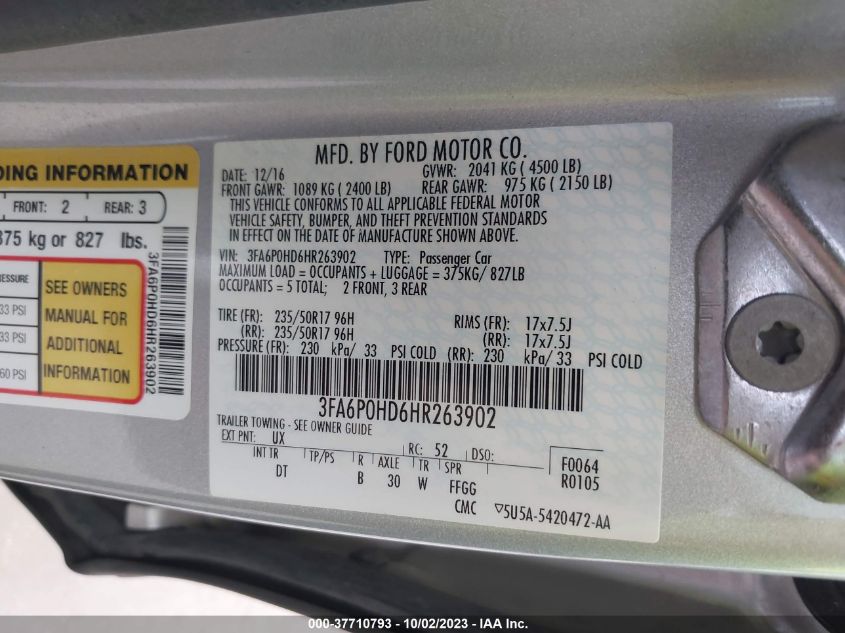 DING INFORMATION
FRONT: 2 REAR: 3
375 kg or 827 lbs.
PRESSURE
33 PSI
33 PSI
60 PSI
SEE OWNERS
MANUAL FOR
ADDITIONAL
INFORMATION
3FA6P0HD6HR263902
MFD. BY FORD MOTOR CO.
DATE: 12/16 GVWR: 2041 KG ( 4500 LB)
FRONT GAWR: 1089 KG ( 2400 LB) REAR GAWR: 975 KG ( 2150 LB)
THIS VEHICLE CONFORMS TO ALL APPLICABLE FEDERAL MOTOR
VEHICLE SAFETY, BUMPER, AND THEFT PREVENTION STANDARDS
IN EFFECT ON THE DATE OF MANUFACTURE SHOWN ABOVE.
VIN: 3FA6P0HD6HR263902 TYPE: Passenger Car
MAXIMUM LOAD = OCCUPANTS + LUGGAGE = 375KG/ 827LB
OCCUPANTS = 5 TOTAL; 2 FRONT, 3 REAR
TIRE (FR): 235/50R17 96H RIMS (FR): 17x7.5J
(RR): 235/50R17 96H (RR): 17x7.5J
PRESSURE (FR): 230 kPa/ 33 PSI COLD (RR): 230 kPa/ 33 PSI COLD
3FA6P0HD6HR263902
TRAILER TOWING - SEE OWNER GUIDE
EXT PNT: UX RC: 52 DSO:
INT TR TP/PS R AXLE TR SPR
DT B 30 W FFGG
CMC
F0064
R0105
▽5U5A-5420472-AA
000-37710793 - 10/02/2023 - IAA Inc.